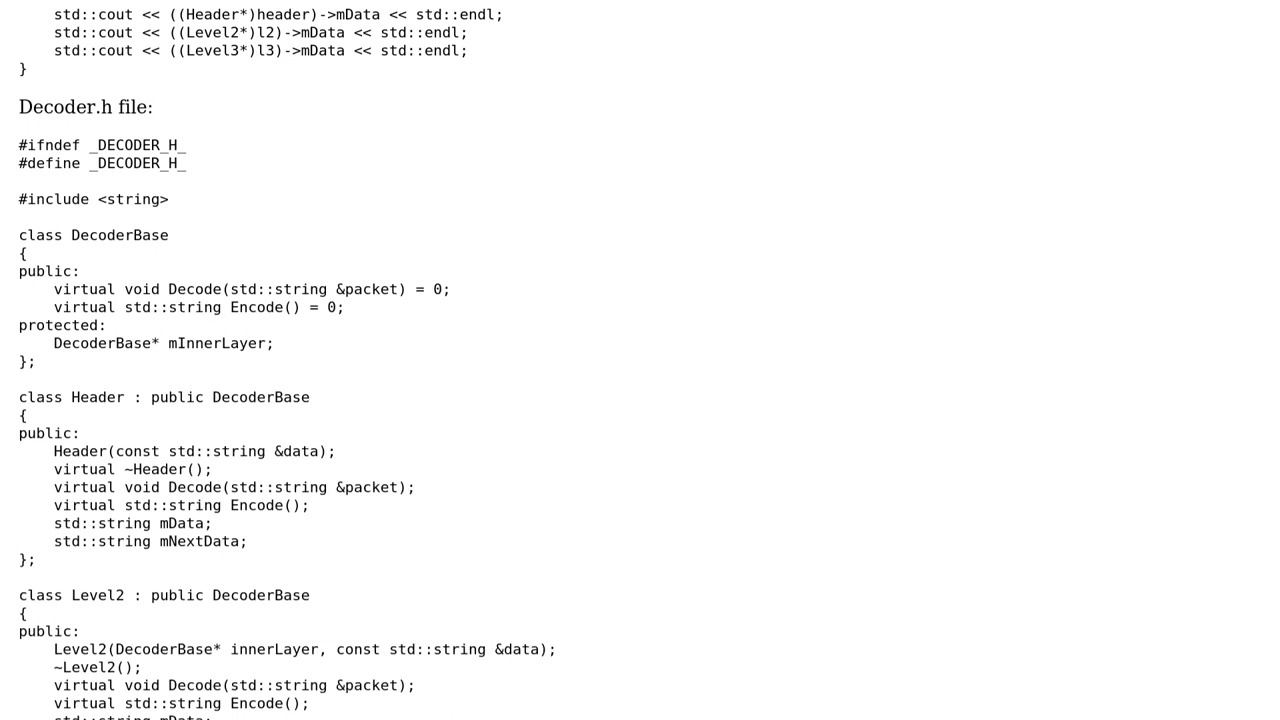 std::cout << ((Header*)header)->mData << std::endl;
    std::cout << ((Level2*)l2)->mData << std::endl;
    std::cout << ((Level3*)l3)->mData << std::endl;
}
Decoder.h file:
#ifndef _DECODER_H_
#define _DECODER_H_
#include <string>
class DecoderBase
{
public:
    virtual void Decode(std::string &packet) = 0;
    virtual std::string Encode() = 0;
protected:
    DecoderBase* mInnerLayer;
};
class Header : public DecoderBase
{
public:
    Header(const std::string &data);
    virtual ~Header();
    virtual void Decode(std::string &packet);
    virtual std::string Encode();
    std::string mData;
    std::string mNextData;
};
class Level2 : public DecoderBase
{
public:
    Level2(DecoderBase* innerLayer, const std::string &data);
    ~Level2();
    virtual void Decode(std::string &packet);
    virtual std::string Encode();
    std::string mData;